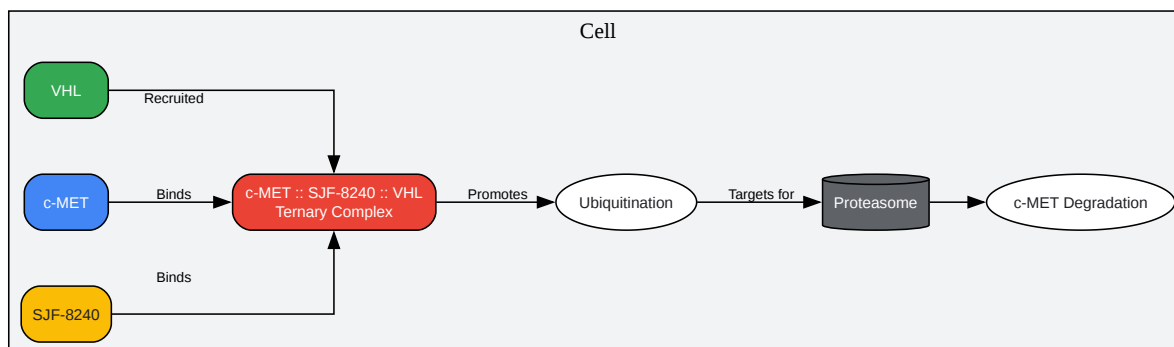 Cell
VHL
Recruited
c-MET
Binds
c-MET :: SJF-8240 :: VHL
Ternary Complex
Promotes
Ubiquitination
Targets for
Proteasome
c-MET Degradation
Binds
SJF-8240